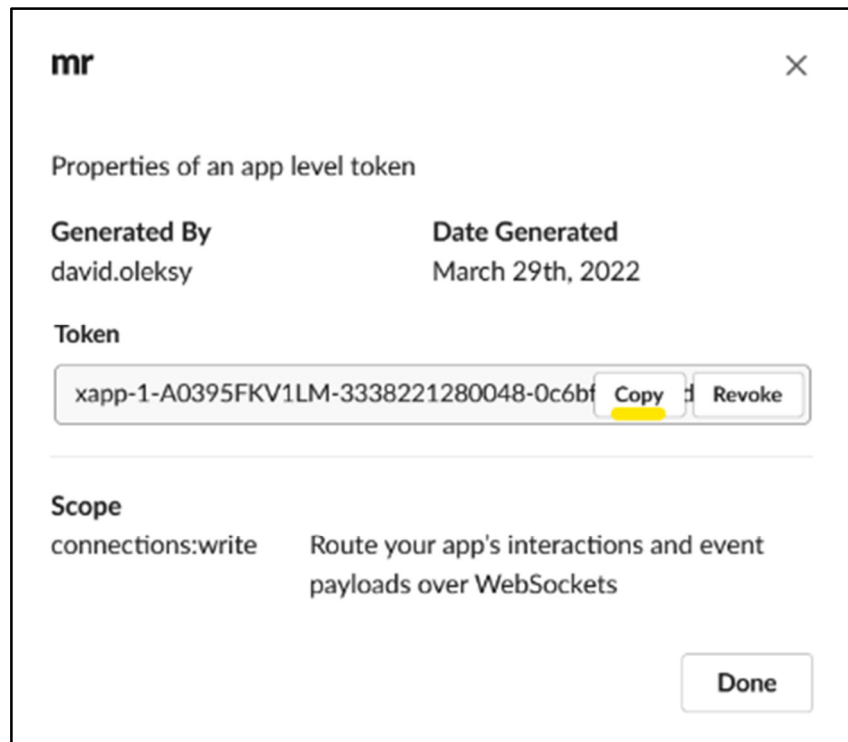 mr
Properties of an app level token
Generated By Date Generated
david.oleksy March 29th, 2022
Token
xapp-1-A0395FKV1LM-3338221280048-0c6bf Copy d Revoke
Scope
connections:write Route your app's interactions and event
payloads over WebSockets
Done